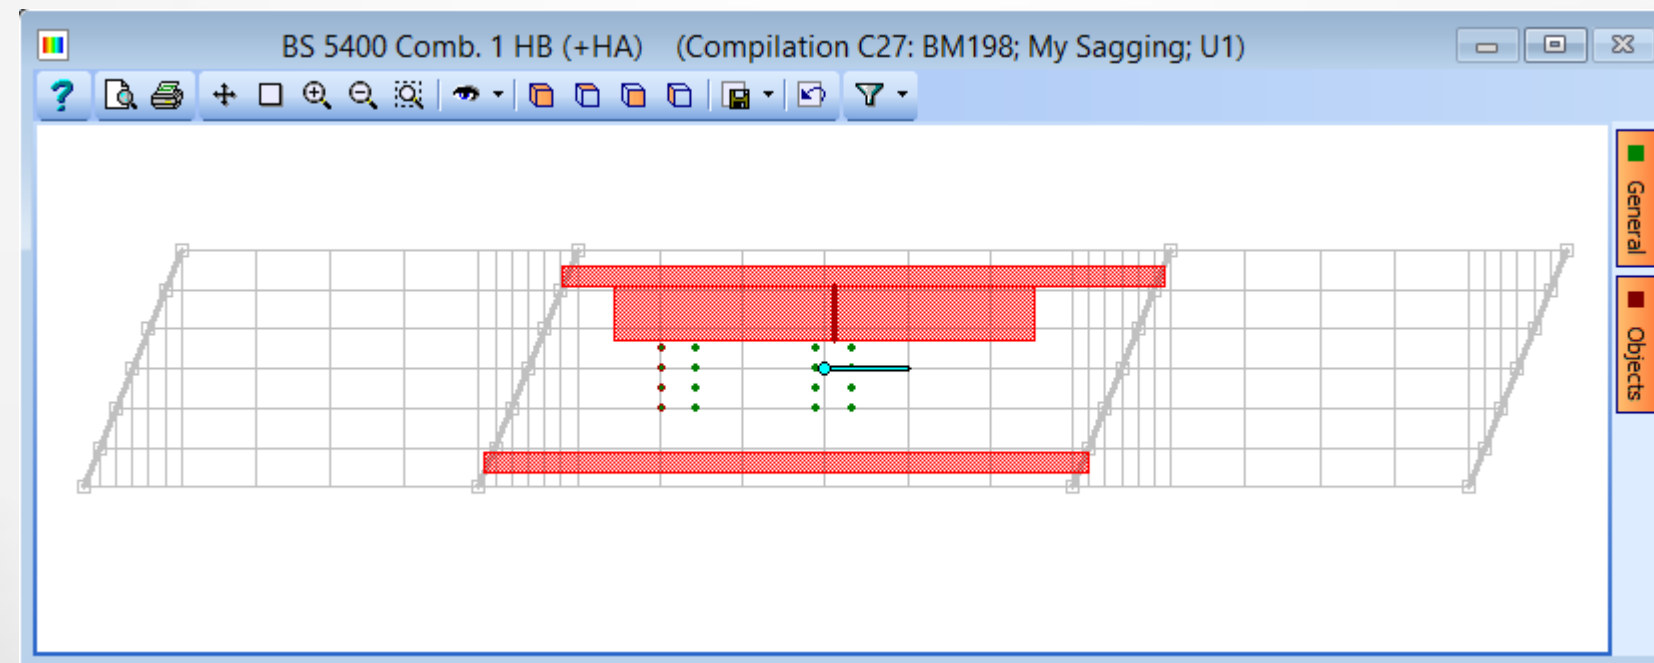 BS 5400 Comb. 1 HB (+HA) (Compilation C27: BM198; My Sagging; U1)
?
General
Objects